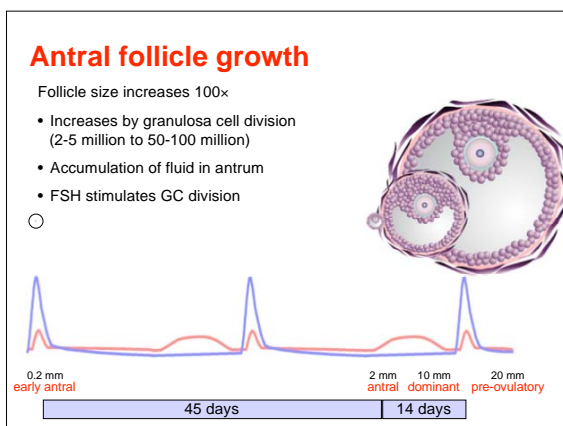 Antral follicle growth
Follicle size increases 100×
• Increases by granulosa cell division
(2-5 million to 50-100 million)
• Accumulation of fluid in antrum
• FSH stimulates GC division
0.2 mm 2 mm 10 mm 20 mm
early antral antral dominant pre-ovulatory
45 days 14 days